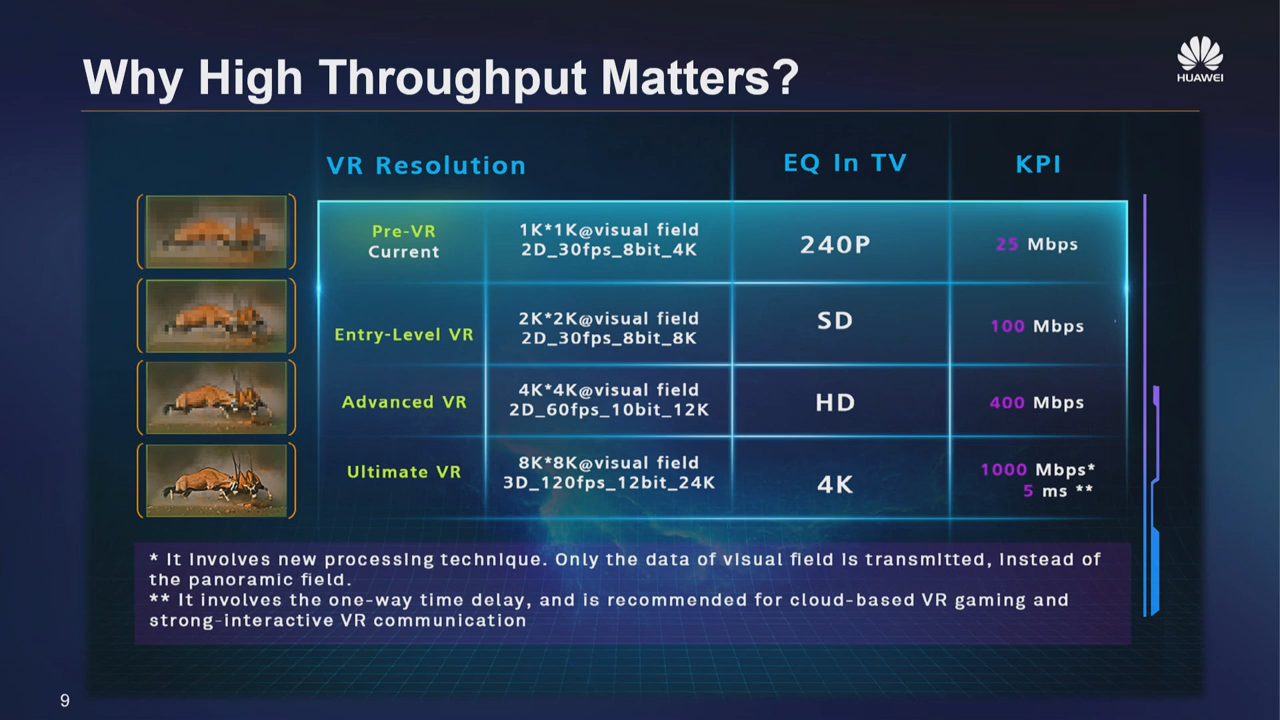 Why High Throughput Matters?
HUAWEI
VR Resolution
EQ In TV
KPI
Pre-VR
Current
1K*1K@visual field
2D_30fps_8bit_4K
240P
25 Mbps
Entry-Level VR
2K*2K@visual field
2D_30fps_8bit_8K
SD
100 Mbps
Advanced VR
4K*4K@visual field
2D_60fps_10bit_12K
HD
400 Mbps
Ultimate VR
8K*8K@visual field
3D_120fps_12bit_24K
4K
1000 Mbps*
5 ms **
* It involves new processing technique. Only the data of visual field is transmitted, instead of
the panoramic field.
** It involves the one-way time delay, and is recommended for cloud-based VR gaming and
strong-interactive VR communication
9